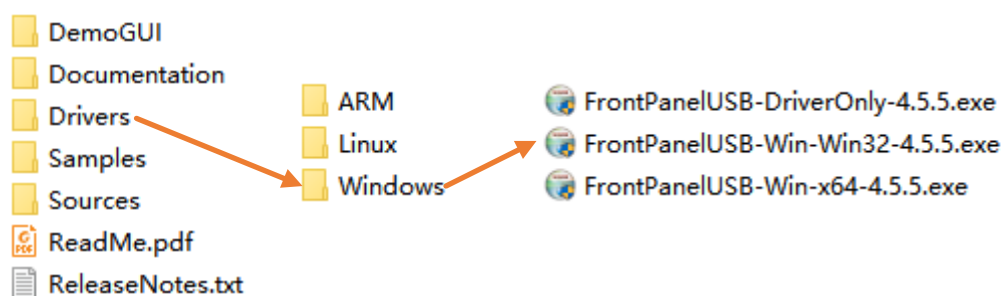 DemoGUI
Documentation
Drivers
Samples
Sources
ReadMe.pdf
ReleaseNotes.txt
ARM
Linux
Windows
FrontPanelUSB-DriverOnly-4.5.5.exe
FrontPanelUSB-Win-Win32-4.5.5.exe
FrontPanelUSB-Win-x64-4.5.5.exe